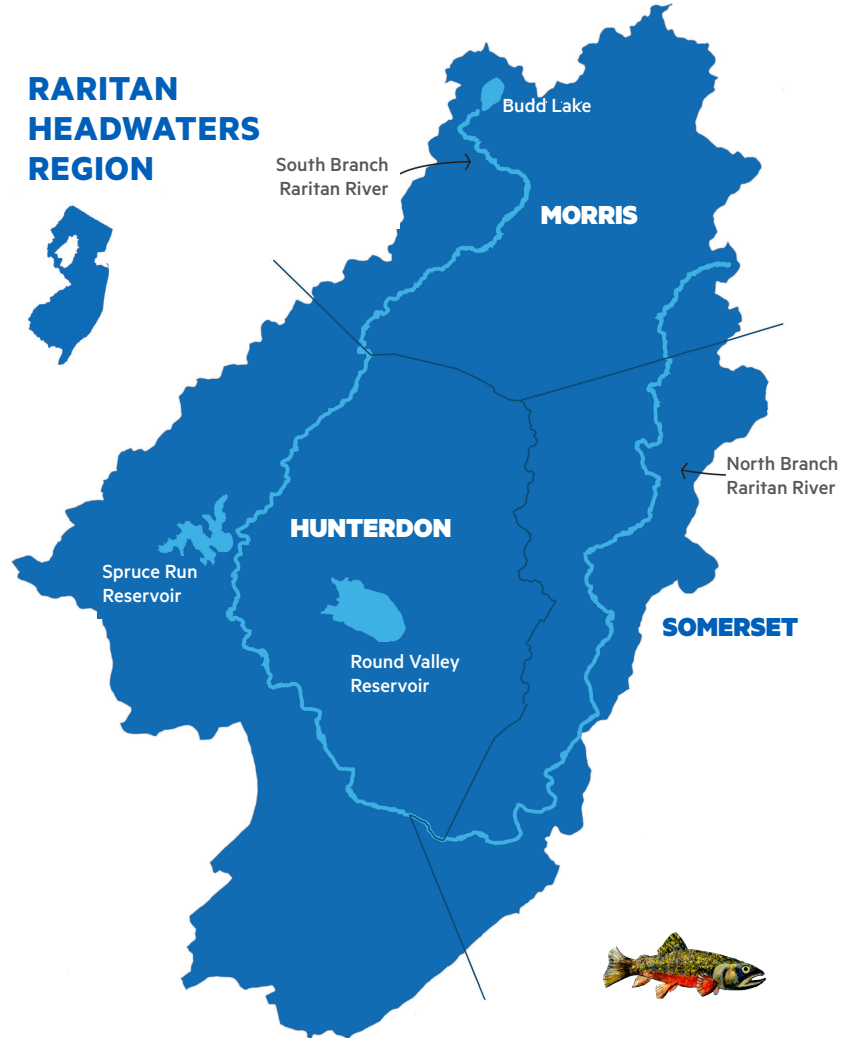 RARITAN
HEADWATERS
REGION
Budd Lake
South Branch
Raritan River
MORRIS
North Branch
Raritan River
HUNTERDON
Spruce Run
Reservoir
SOMERSET
Round Valley
Reservoir